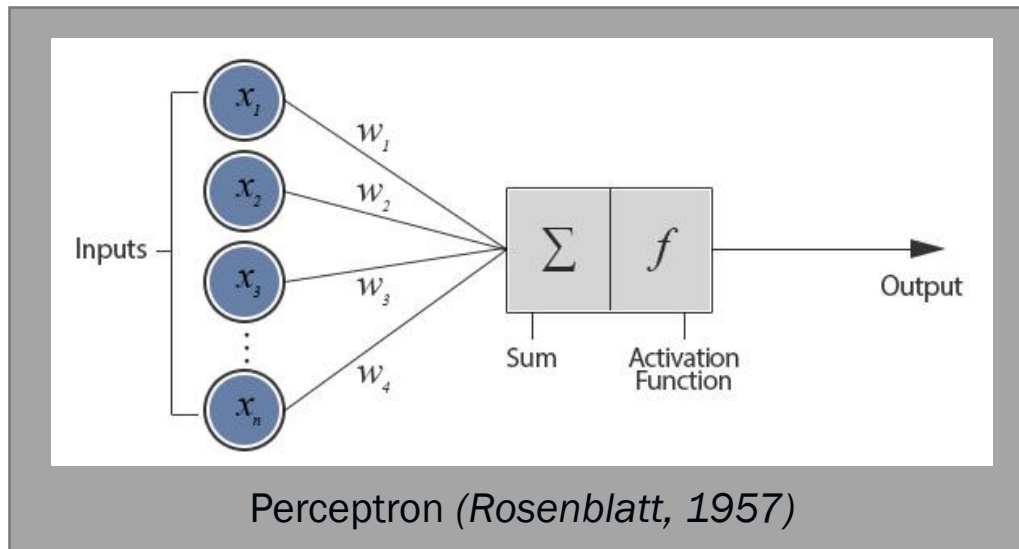 x₁
w₁
x₂
w₂
Inputs
x₃
w₃
Σ
f
Output
Sum
Activation
Function
w₄
xₙ
Perceptron (Rosenblatt, 1957)